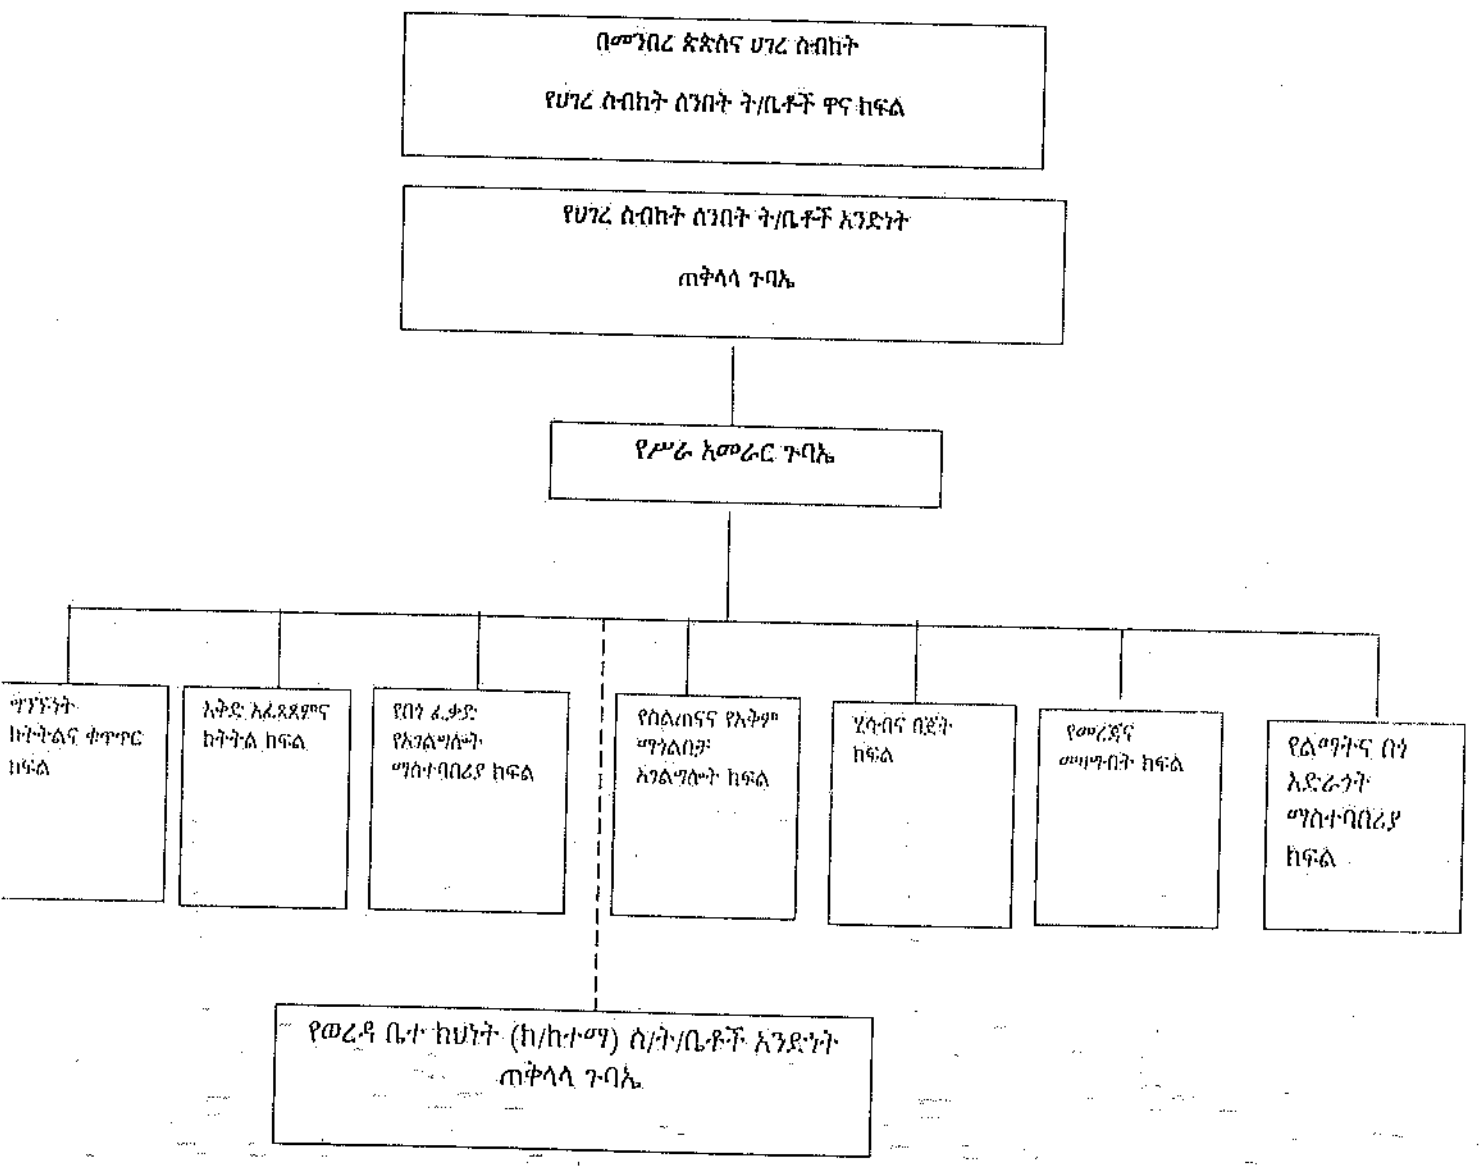 በመንበረ ጵጵስና ሀገረ ስብከት
የሀገረ ስብከት ሰንበት ት/ቤቶች ዋና ክፍል
የሀገረ ስብከት ሰንበት ት/ቤቶች አንድነት
ጠቅላላ ጉባኤ
የሥራ አመራር ጉባኤ
ግንኙነት
ክትትልና ቁጥጥር
ክፍል
እቅድ አፈጻጸምና
ክትትል ክፍል
የበጎ ፈቃድ
የአገልግሎት
ማስተባበሪያ ክፍል
የስልጠናና የአቅም
ማጎልበቻ
አገልግሎት ክፍል
ሂሳብና በጀት
ክፍል
የመረጃና
መዛግብት ክፍል
የልማትና በጎ
አድራጎት
ማስተባበሪያ
ክፍል
የወረዳ ቤተ ክህነት (ክ/ከተማ) ሰ/ት/ቤቶች አንድነት
ጠቅላላ ጉባኤ